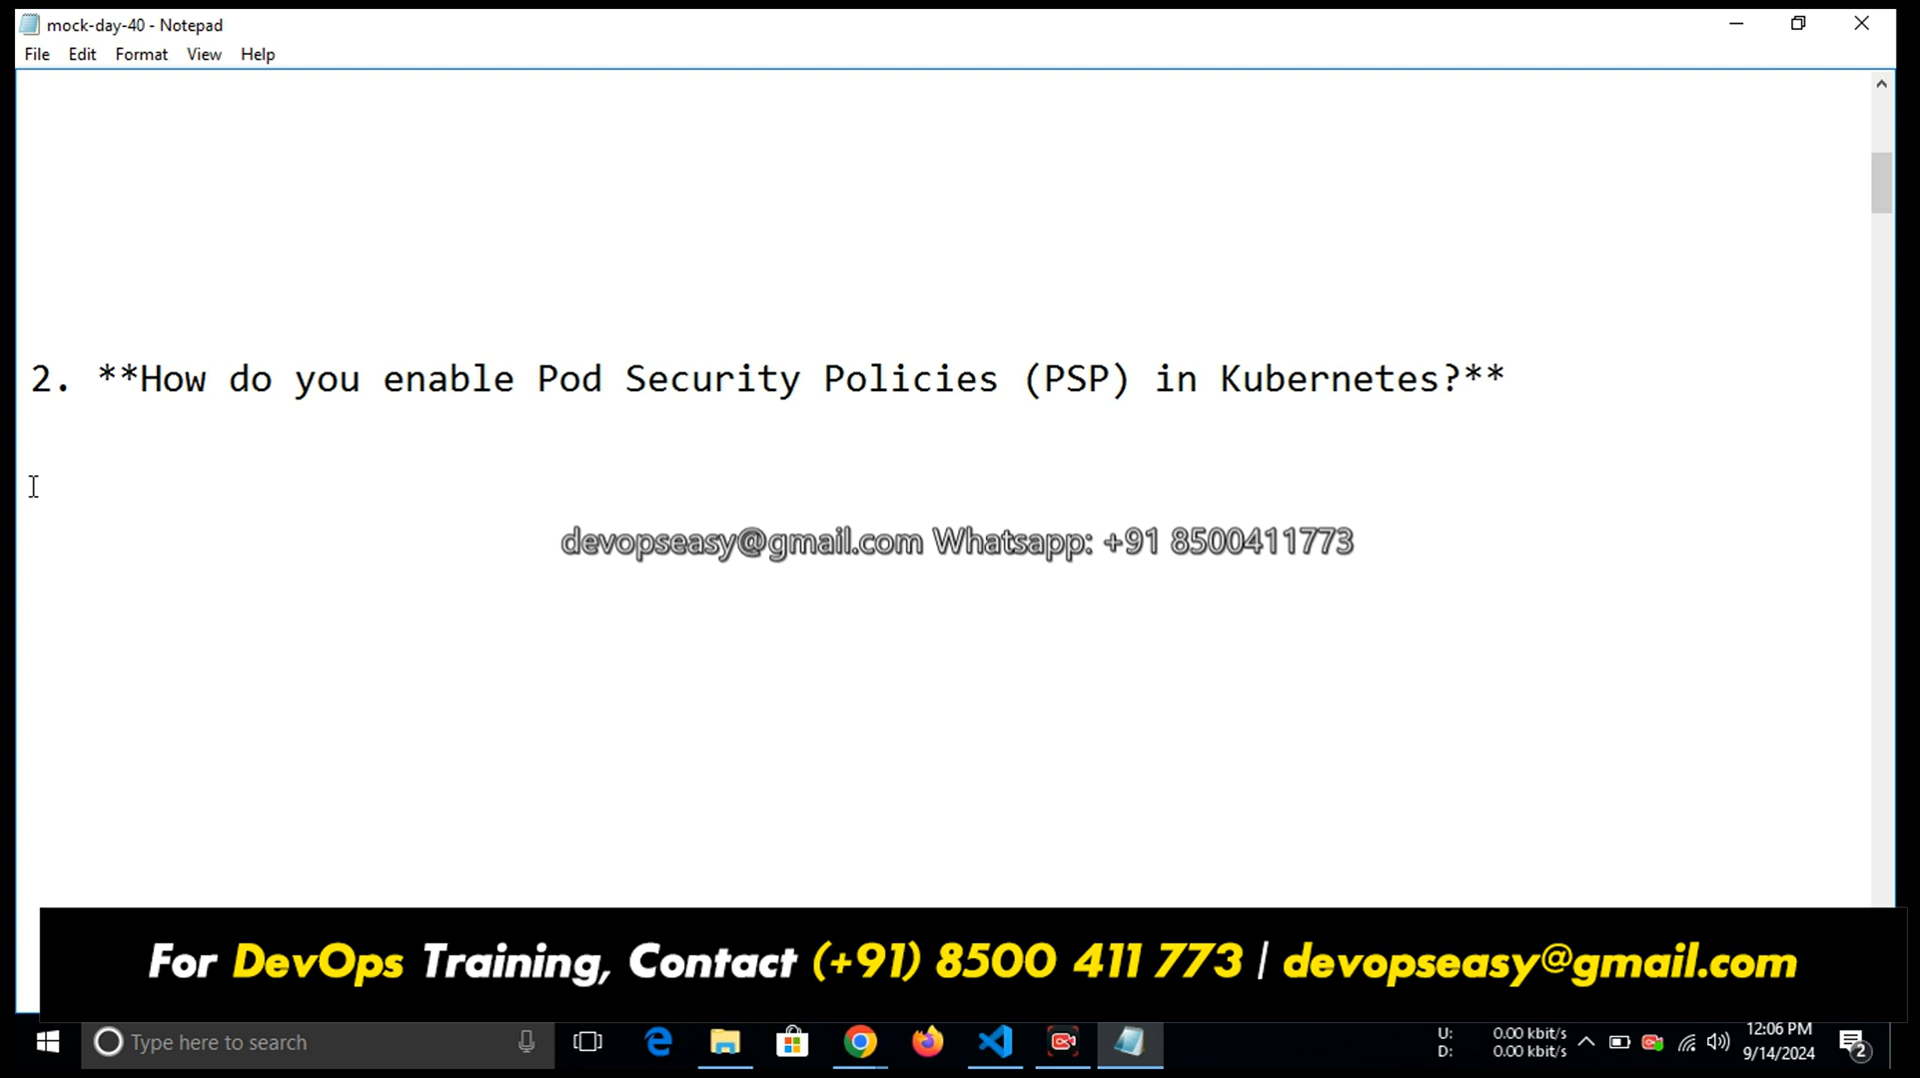 mock-day-40 - Notepad
File Edit Format View Help
2. **How do you enable Pod Security Policies (PSP) in Kubernetes?**
devopseasy@gmail.com Whatsapp: +91 8500411773
For DevOps Training, Contact (+91) 8500 411 773 | devopseasy@gmail.com
Type here to search
U: 0.00 kbit/s
D: 0.00 kbit/s
12:06 PM
9/14/2024
2